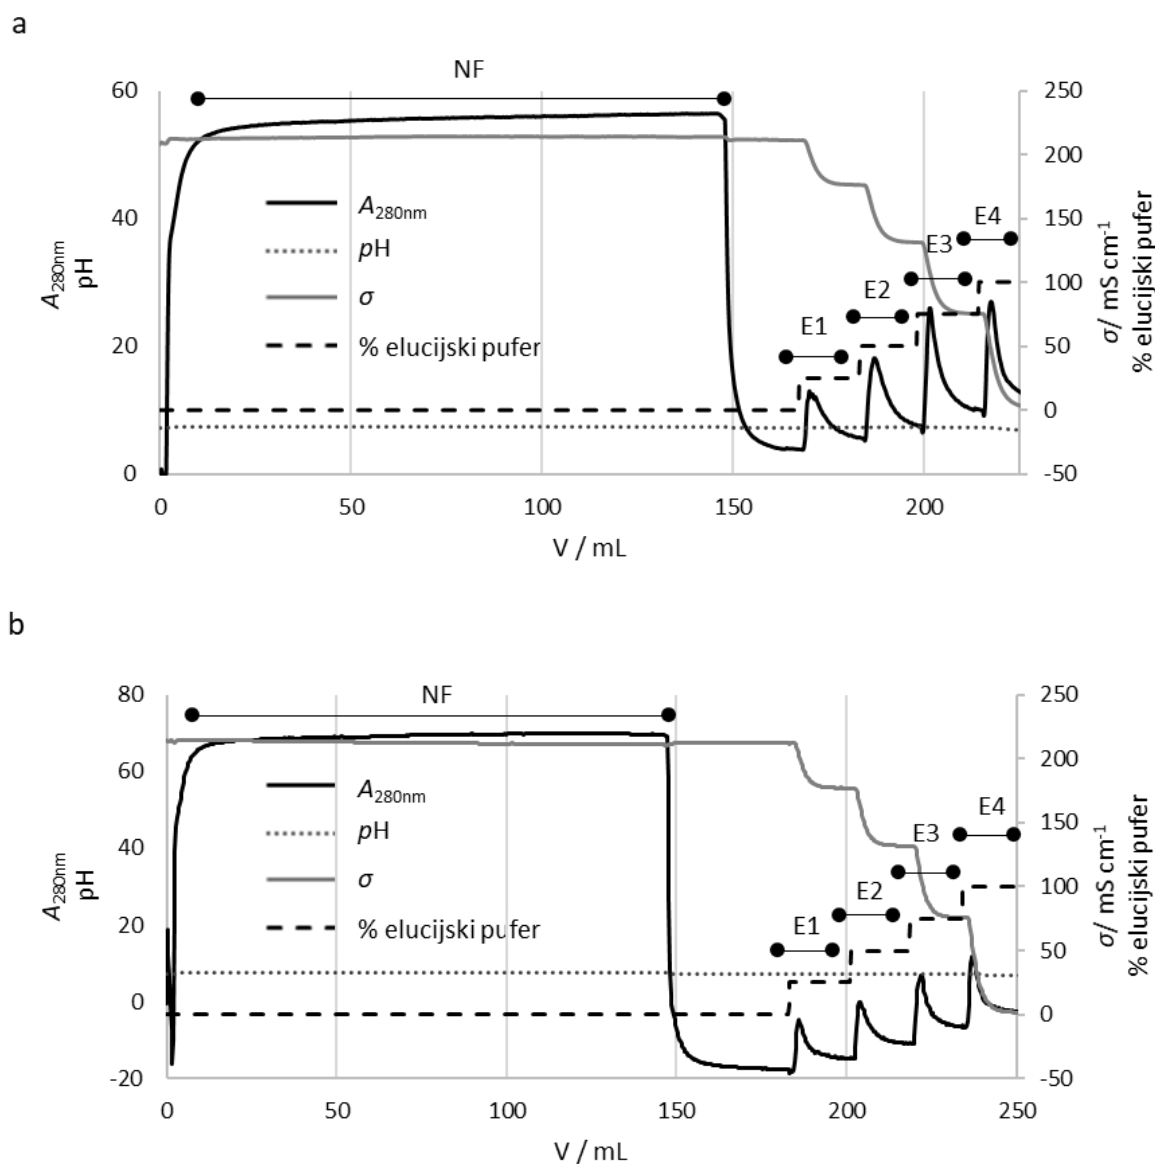 a
NF
60
250
200
40
150
20
100
50
0
0
-50
A280nm
pH
σ
% elucijski pufer
E1
E2
E3
E4
A280nm
pH
σ/ mS cm-1
% elucijski pufer
0
50
100
150
200
V / mL
b
NF
80
60
40
20
0
-20
250
200
150
100
50
0
-50
A280nm
pH
σ
% elucijski pufer
E1
E2
E3
E4
A280nm
pH
σ/ mS cm-1
% elucijski pufer
0
50
100
150
200
250
V / mL